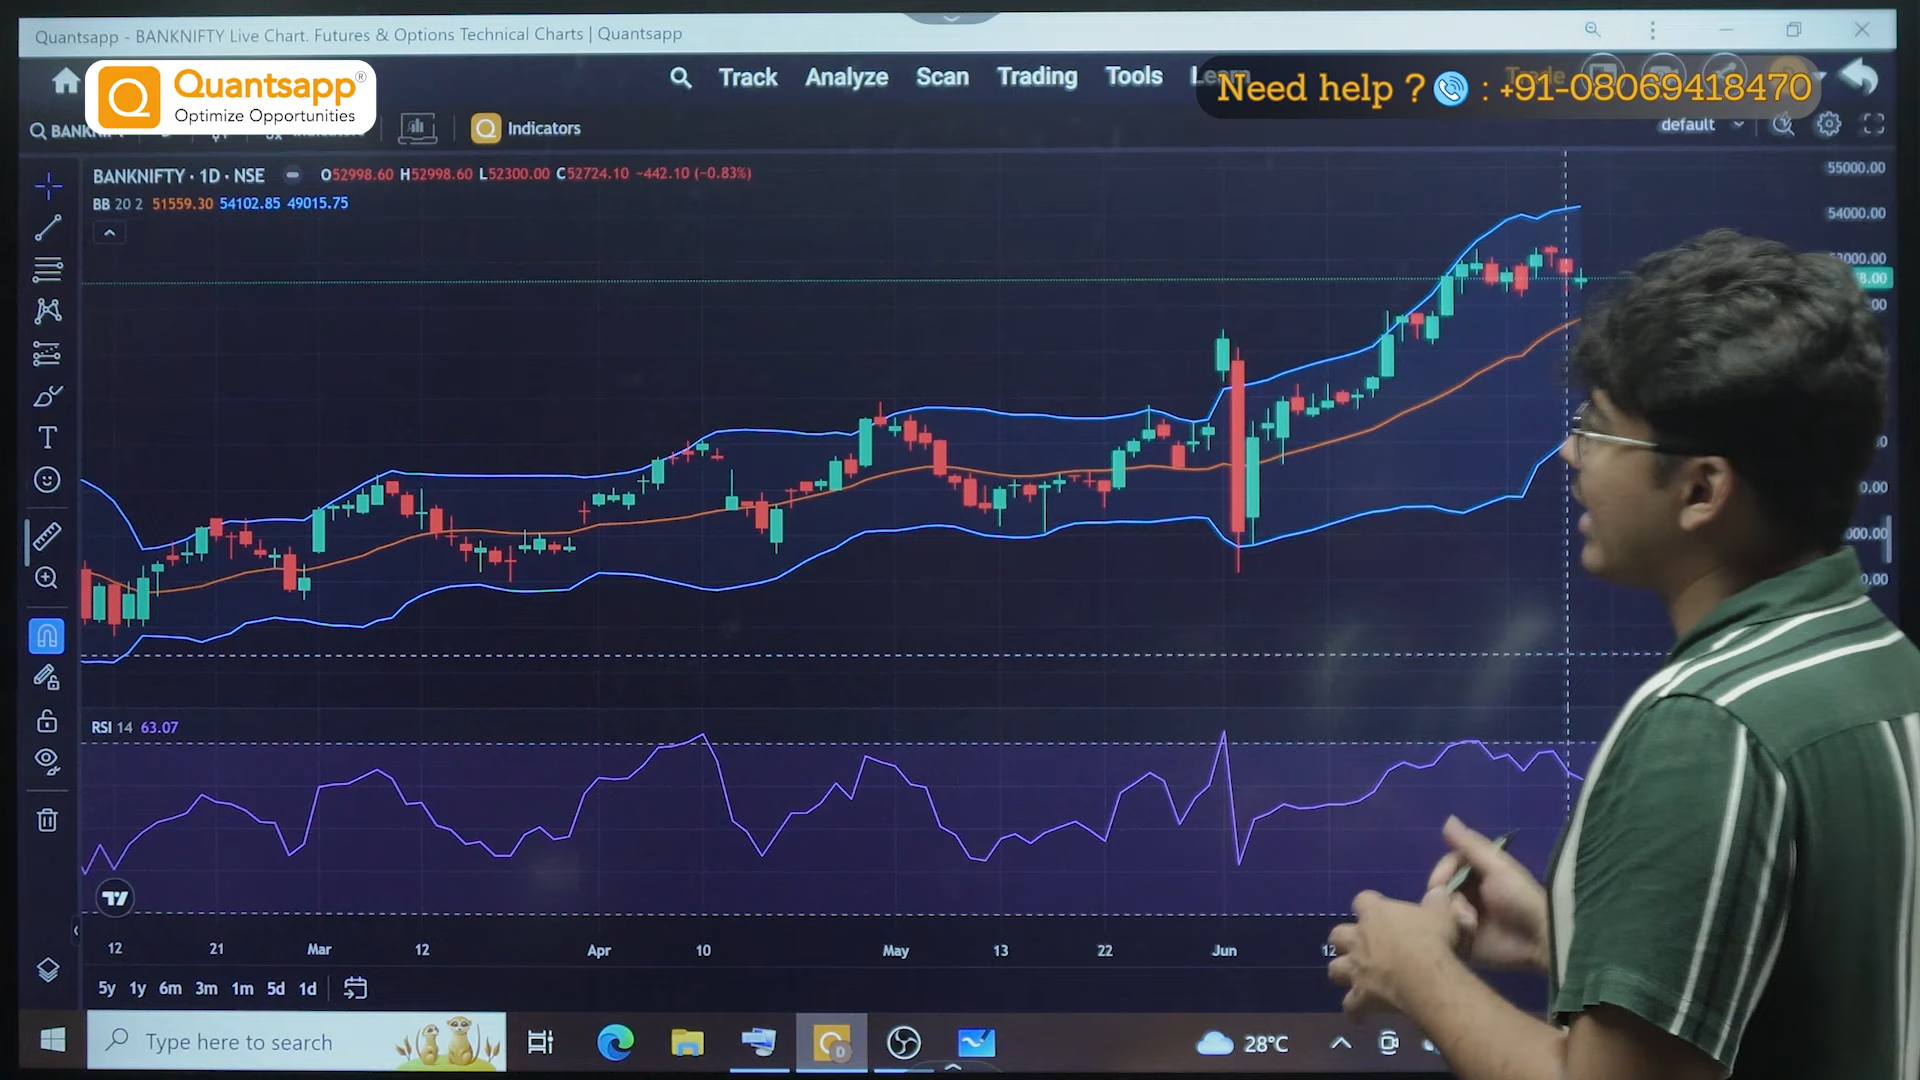 Quantsapp - BANKNIFTY Live Chart. Futures & Options Technical Charts | Quantsapp
Quantsapp®
Optimize Opportunities
Track Analyze Scan Trading Tools Learn
Need help ? : +91-08069418470
Indicators
default
BANKNIFTY · 1D · NSE O52998.60 H52998.60 L52300.00 C52724.10 −442.10 (−0.83%)
BB 20 2 51559.30 54102.85 49015.75
55000.00
54000.00
RSI 14 63.07
12 21 Mar 12 Apr 10 May 13 22 Jun 12
5y 1y 6m 3m 1m 5d 1d
Type here to search
28°C